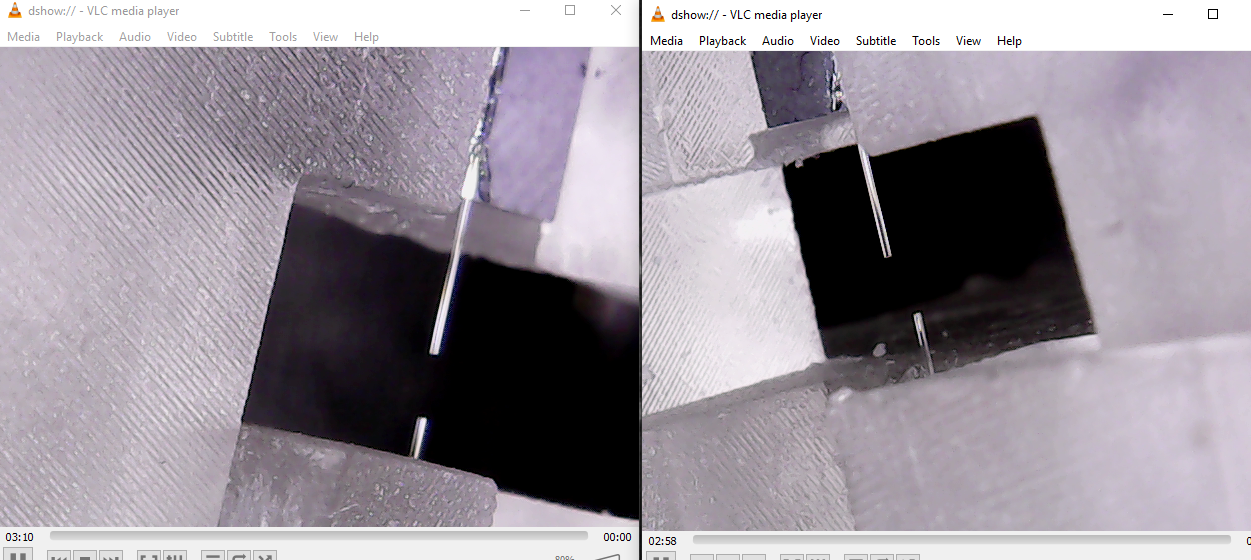 dshow:// - VLC media player
Media Playback Audio Video Subtitle Tools View Help
03:10
00:00
80%
dshow:// - VLC media player
Media Playback Audio Video Subtitle Tools View Help
02:58